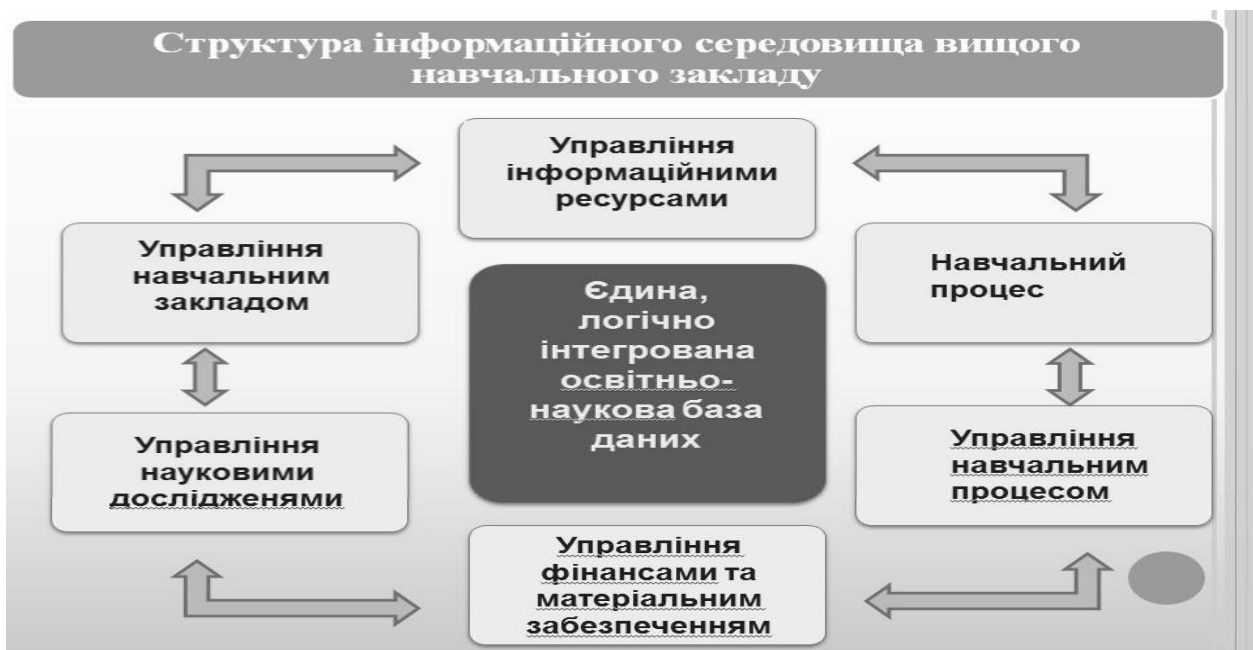 Структура інформаційного середовища вищого
навчального закладу
Управління
інформаційними
ресурсами
Управління
навчальним
закладом
Навчальний
процес
Єдина,
логічно
інтегрована
освітньо-
наукова база
даних
Управління
науковими
дослідженями
Управління
навчальним
процесом
Управління
фінансами та
матеріальним
забезпеченням